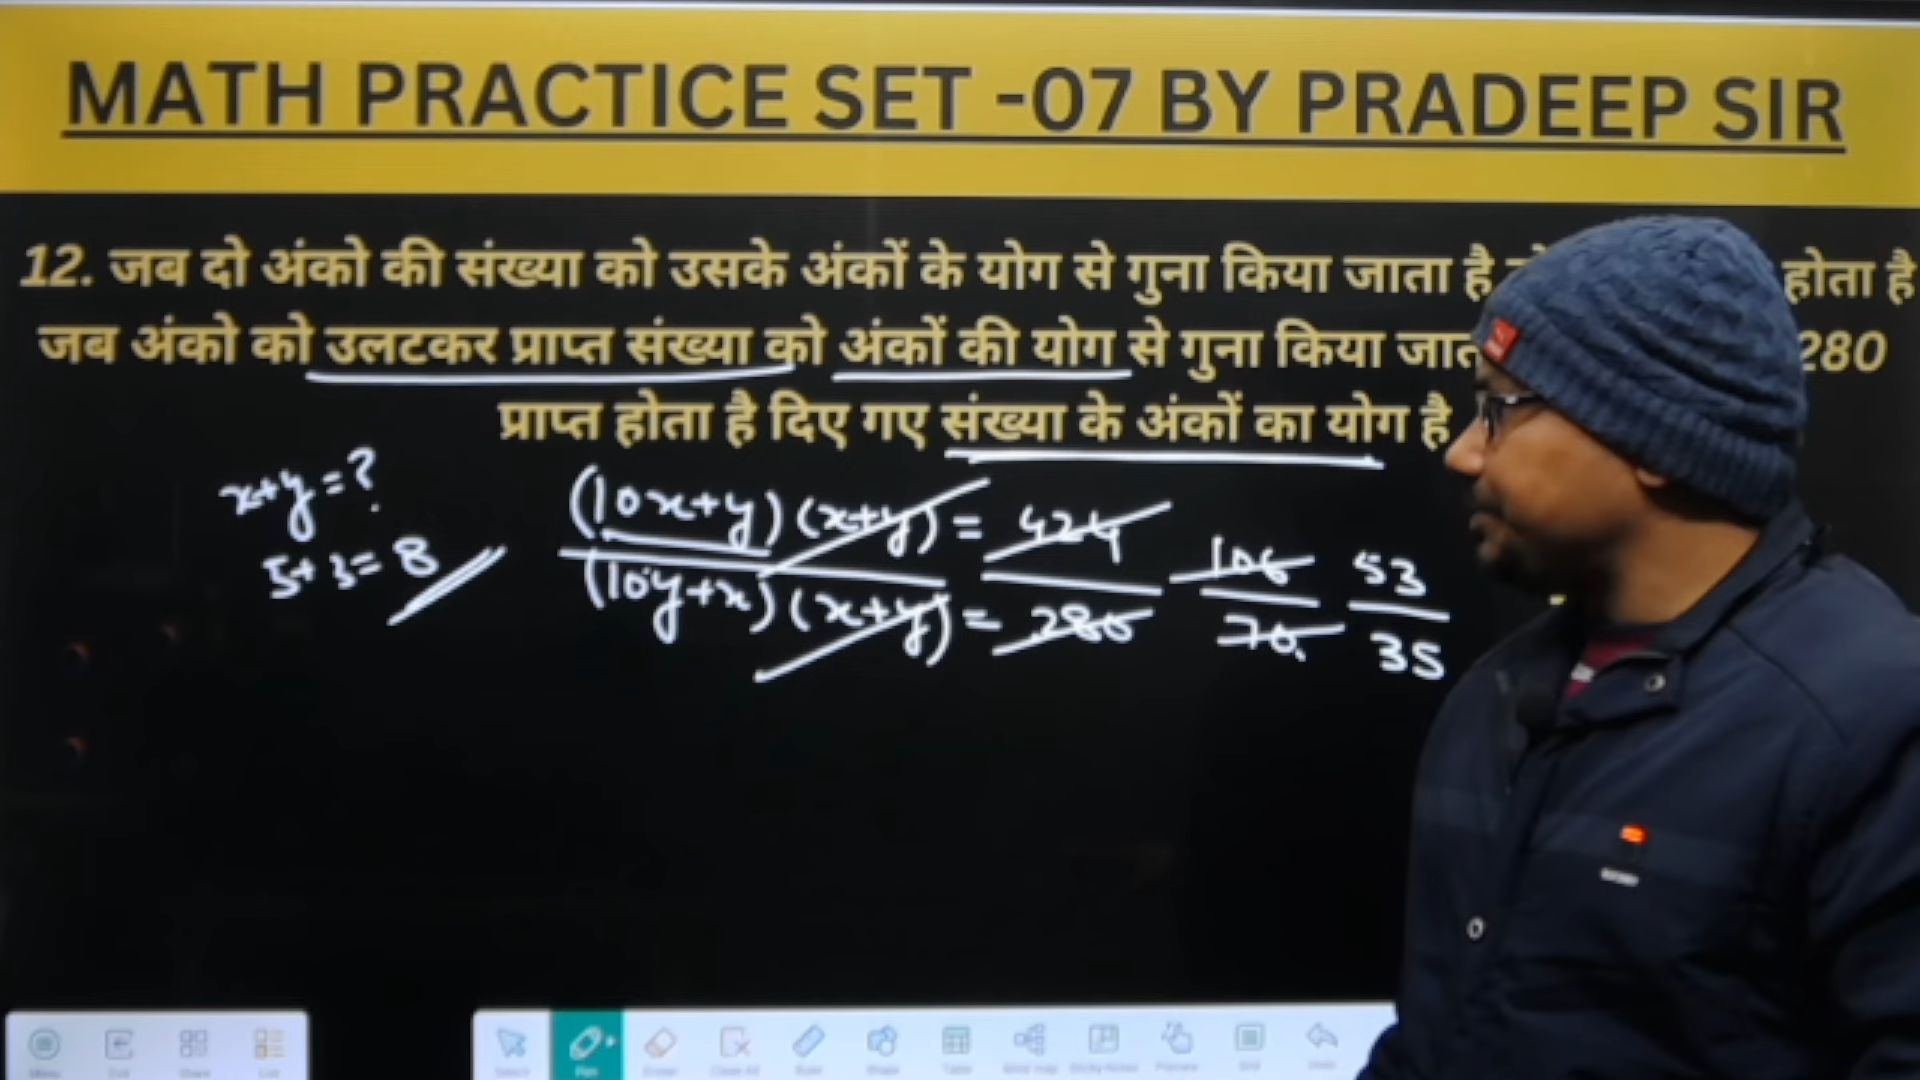 MATH PRACTICE SET -07 BY PRADEEP SIR
12. जब दो अंको की संख्या को उसके अंकों के योग से गुना किया जाता है होता है
जब अंको को उलटकर प्राप्त संख्या को अंकों की योग से गुना किया 280
प्राप्त होता है दिए गए संख्या के अंकों का योग है
x+y=?
5+3=8
(10x+y)(x+y) = 424 106 53
(10y+x)(x+y) = 280 70. 35